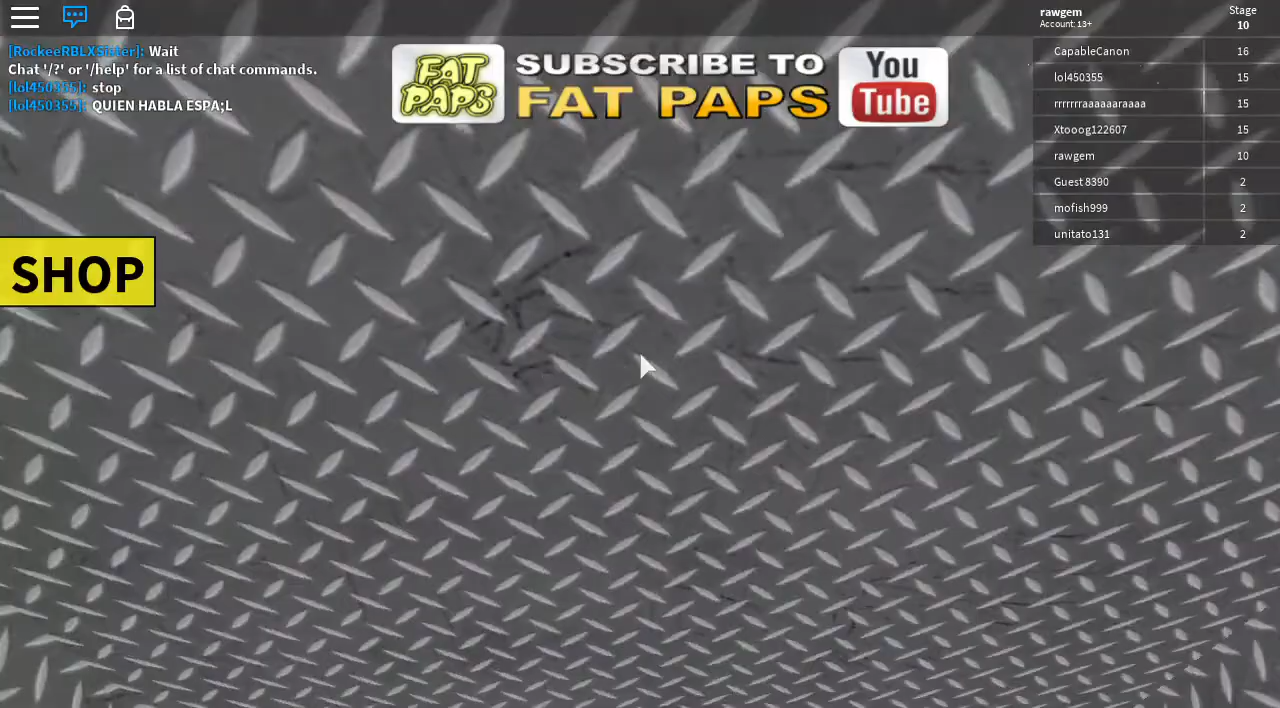 rawgem
Account: 13+
Stage
10
[RockeeRBLXSister]: Wait
Chat '/?' or '/help' for a list of chat commands.
[lol450355]: stop
[lol450355]: QUIEN HABLA ESPA;L
FAT
PAPS
SUBSCRIBE TO
FAT PAPS
You
Tube
SHOP
CapableCanon 16
lol450355 15
rrrrrrraaaaaaraaaa 15
Xtooog122607 15
rawgem 10
Guest 8390 2
mofish999 2
unitato131 2